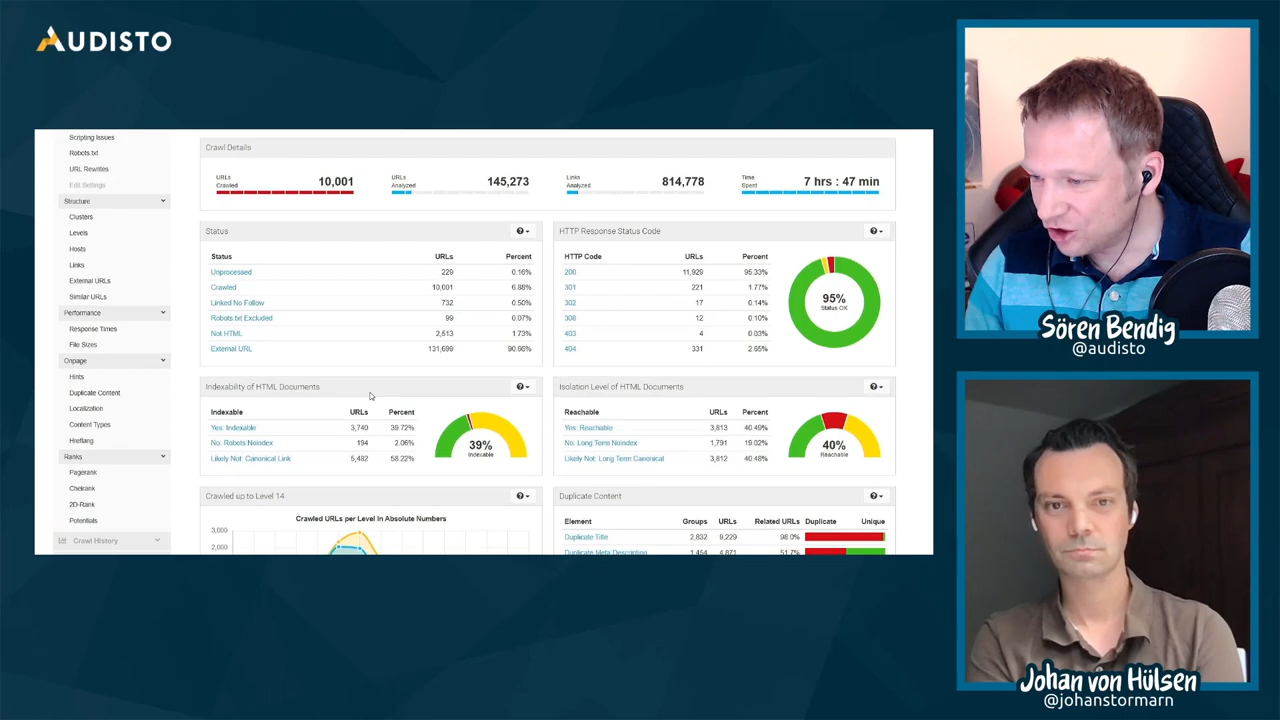 AUDISTO
Scripting Issues
Robots.txt
URL Rewrites
Edit Settings
Structure
Clusters
Levels
Hosts
Links
External URLs
Similar URLs
Performance
Response Times
File Sizes
Onpage
Hints
Duplicate Content
Localization
Content Types
Hreflang
Ranks
Pagerank
Cheirank
2D-Rank
Potentials
Crawl History
Crawl Details
URLs Crawled 10,001
URLs Analyzed 145,273
Links Analyzed 814,778
Time Spent 7 hrs : 47 min
Status
Status URLs Percent
Unprocessed 229 0.16%
Crawled 10,001 6.88%
Linked No Follow 732 0.50%
Robots.txt Excluded 99 0.07%
Not HTML 2,513 1.73%
External URL 131,699 90.66%
HTTP Response Status Code
HTTP Code URLs Percent
200 11,929 95.33%
301 221 1.77%
302 17 0.14%
308 12 0.10%
403 4 0.03%
404 331 2.65%
95%
Status OK
Indexability of HTML Documents
Indexable URLs Percent
Yes: Indexable 3,740 39.72%
No: Robots Noindex 194 2.06%
Likely Not: Canonical Link 5,482 58.22%
39%
Indexable
Isolation Level of HTML Documents
Reachable URLs Percent
Yes: Reachable 3,813 40.49%
No: Long Term Noindex 1,791 19.02%
Likely Not: Long Term Canonical 3,812 40.48%
40%
Reachable
Crawled up to Level 14
Crawled URLs per Level In Absolute Numbers
3,000
2,000
Duplicate Content
Element Groups URLs Related URLs Duplicate Unique
Duplicate Title 2,832 9,229 98.0%
Duplicate Meta Description 1,454 4,871 51.7%
Sören Bendig
@audisto
Johan von Hülsen
@johanstormarn